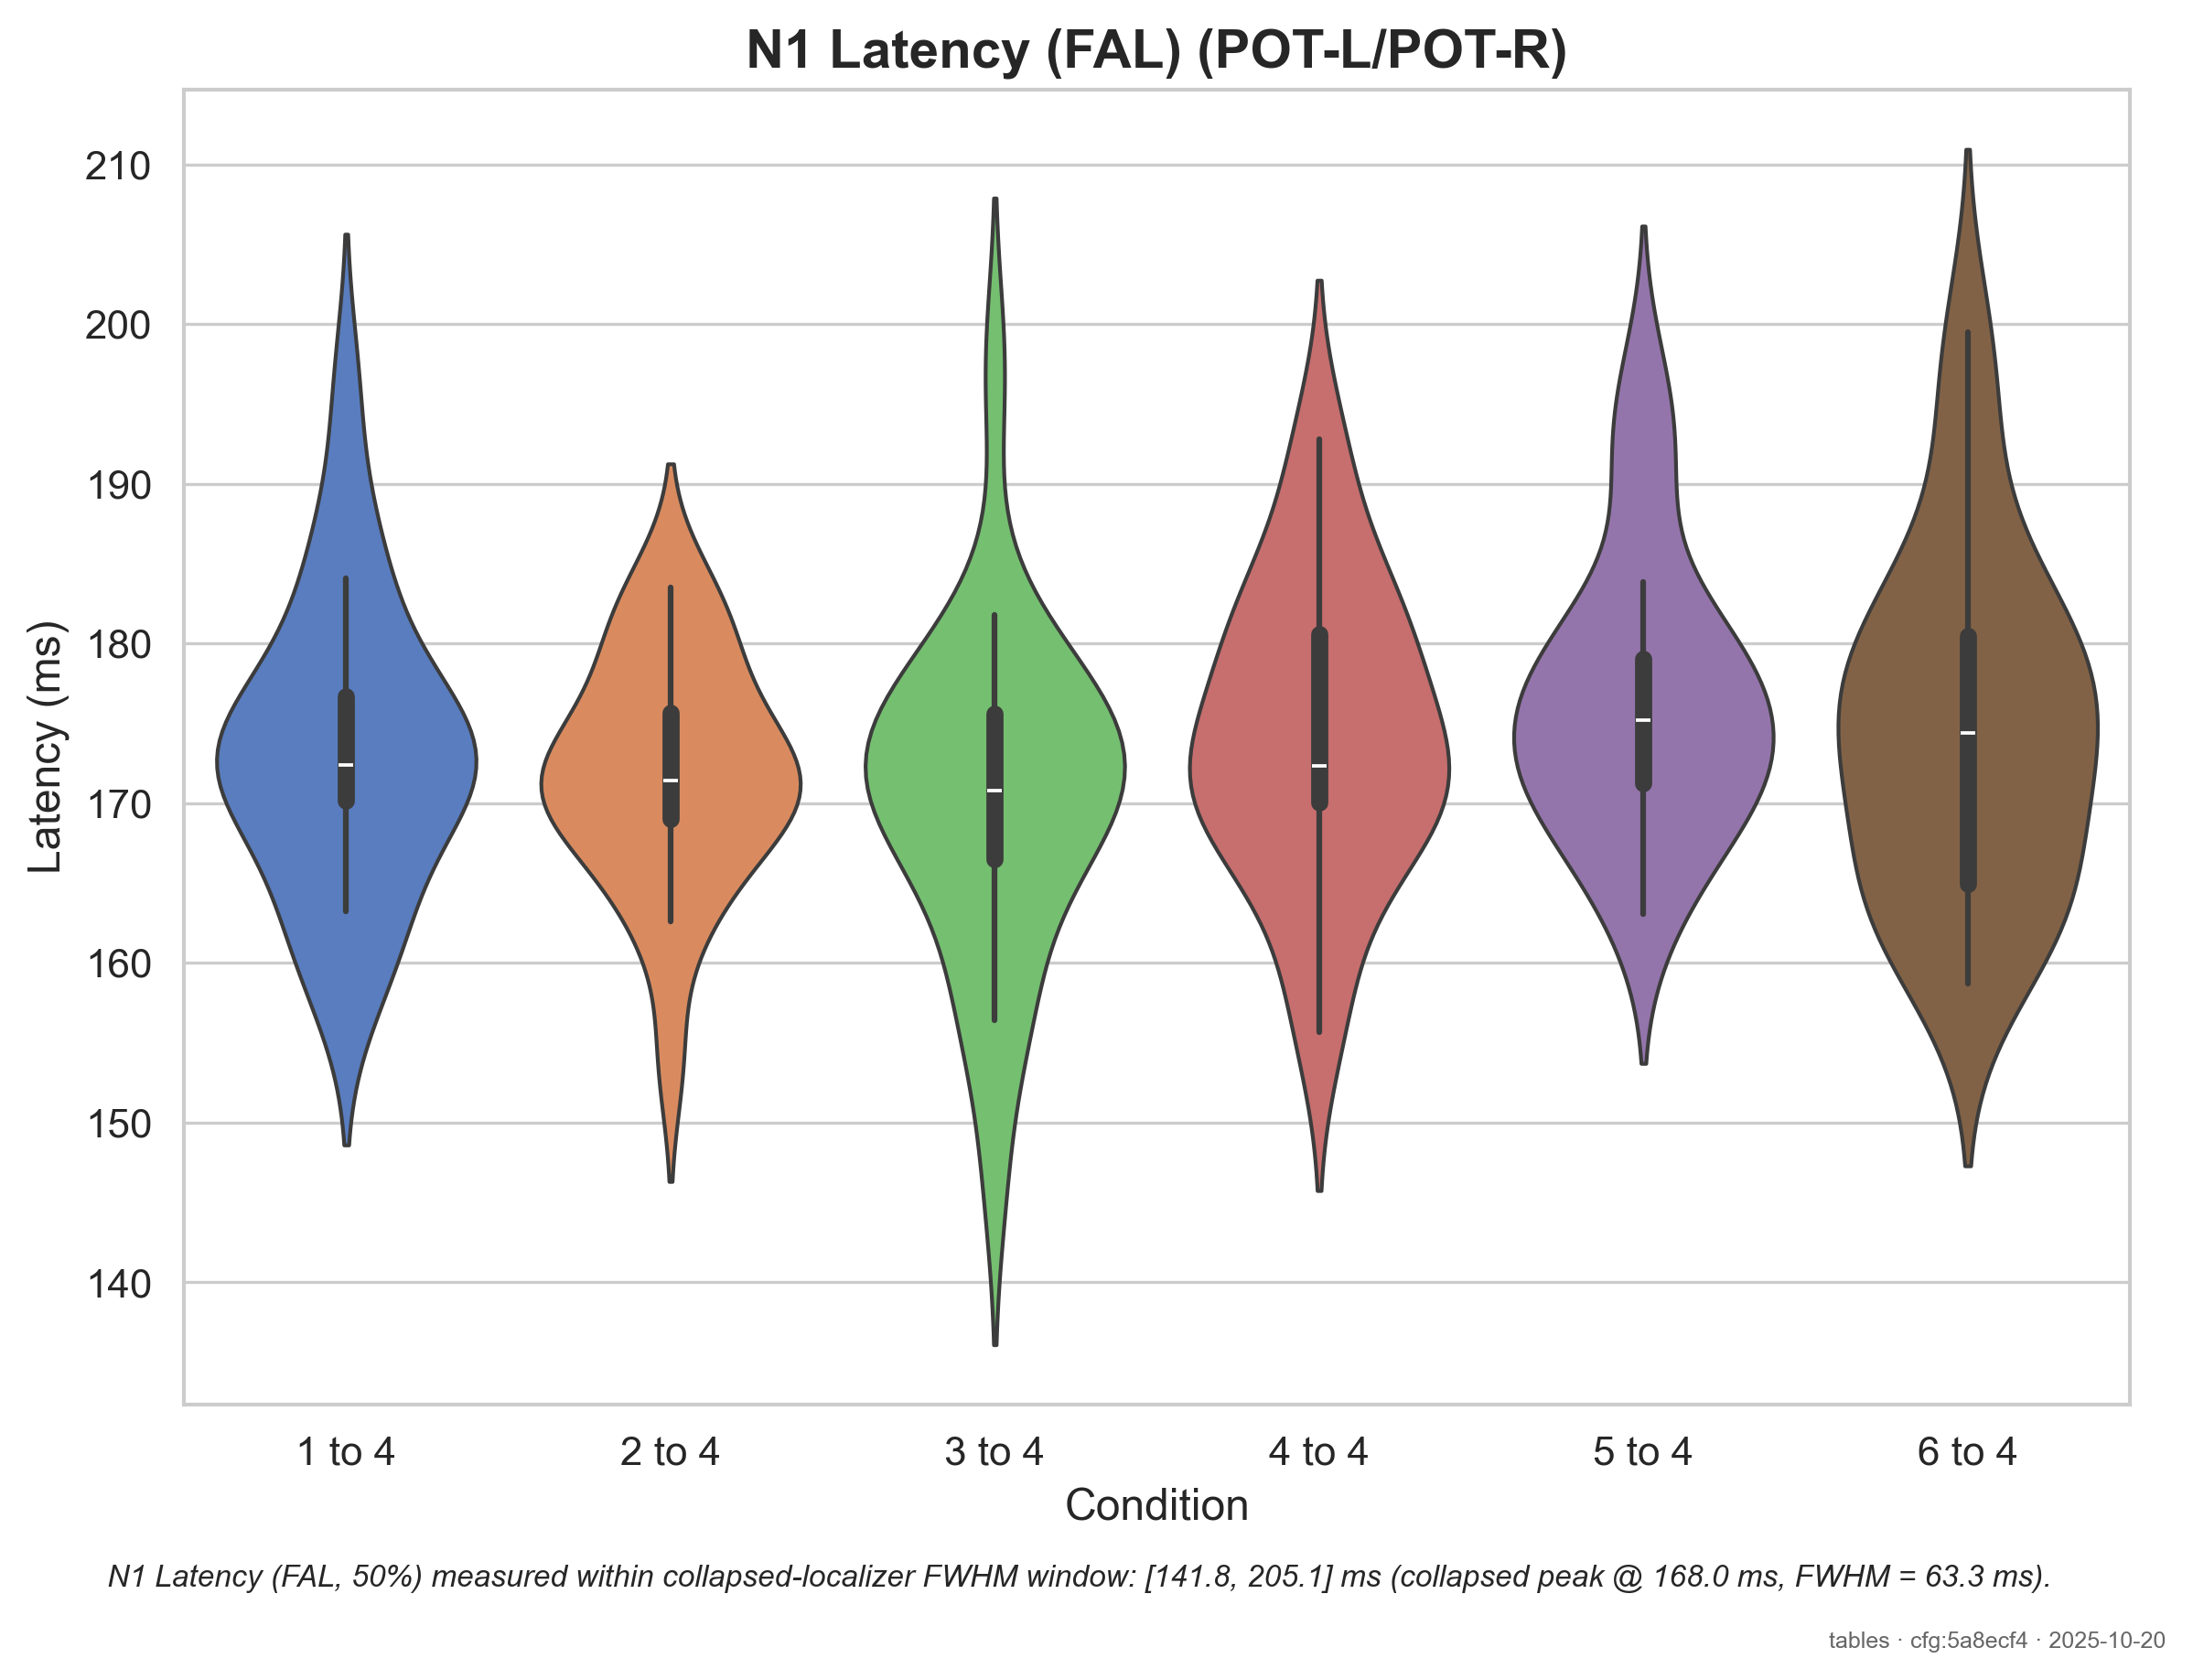 N1 Latency (FAL) (POT-L/POT-R)
Latency (ms)
210
200
190
180
170
160
150
140
1 to 4
2 to 4
3 to 4
4 to 4
5 to 4
6 to 4
Condition
N1 Latency (FAL, 50%) measured within collapsed-localizer FWHM window: [141.8, 205.1] ms (collapsed peak @ 168.0 ms, FWHM = 63.3 ms).
tables · cfg:5a8ecf4 · 2025-10-20